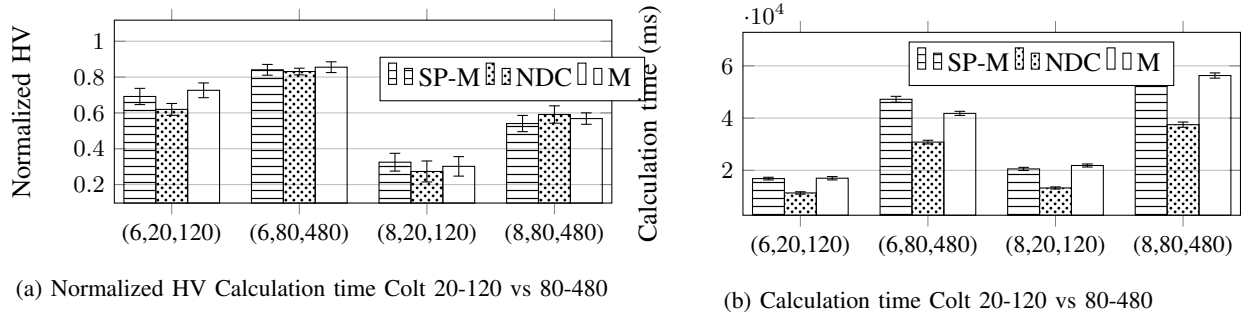 Normalized HV
1
0.8
0.6
0.4
0.2
SP-M NDC M
(6,20,120) (6,80,480) (8,20,120) (8,80,480)
(a) Normalized HV Calculation time Colt 20-120 vs 80-480
Calculation time (ms)
·10⁴
6
4
2
SP-M NDC M
(6,20,120) (6,80,480) (8,20,120) (8,80,480)
(b) Calculation time Colt 20-120 vs 80-480